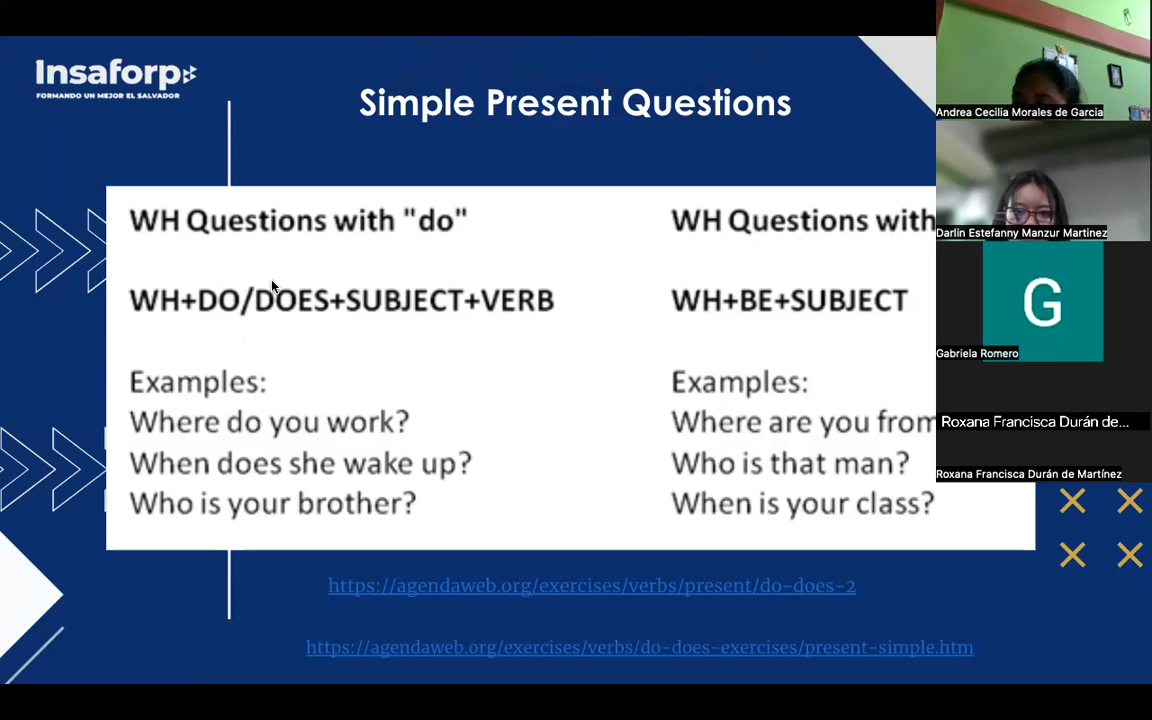 Insaforp
FORMANDO UN MEJOR EL SALVADOR
Simple Present Questions
WH Questions with "do"
WH+DO/DOES+SUBJECT+VERB
Examples:
Where do you work?
When does she wake up?
Who is your brother?
WH Questions with
WH+BE+SUBJECT
Examples:
Where are you from
Who is that man?
When is your class?
https://agendaweb.org/exercises/verbs/present/do-does-2
https://agendaweb.org/exercises/verbs/do-does-exercises/present-simple.htm
Andrea Cecilia Morales de Garcia
Darlin Estefanny Manzur Martinez
G
Gabriela Romero
Roxana Francisca Durán de...
Roxana Francisca Durán de Martínez